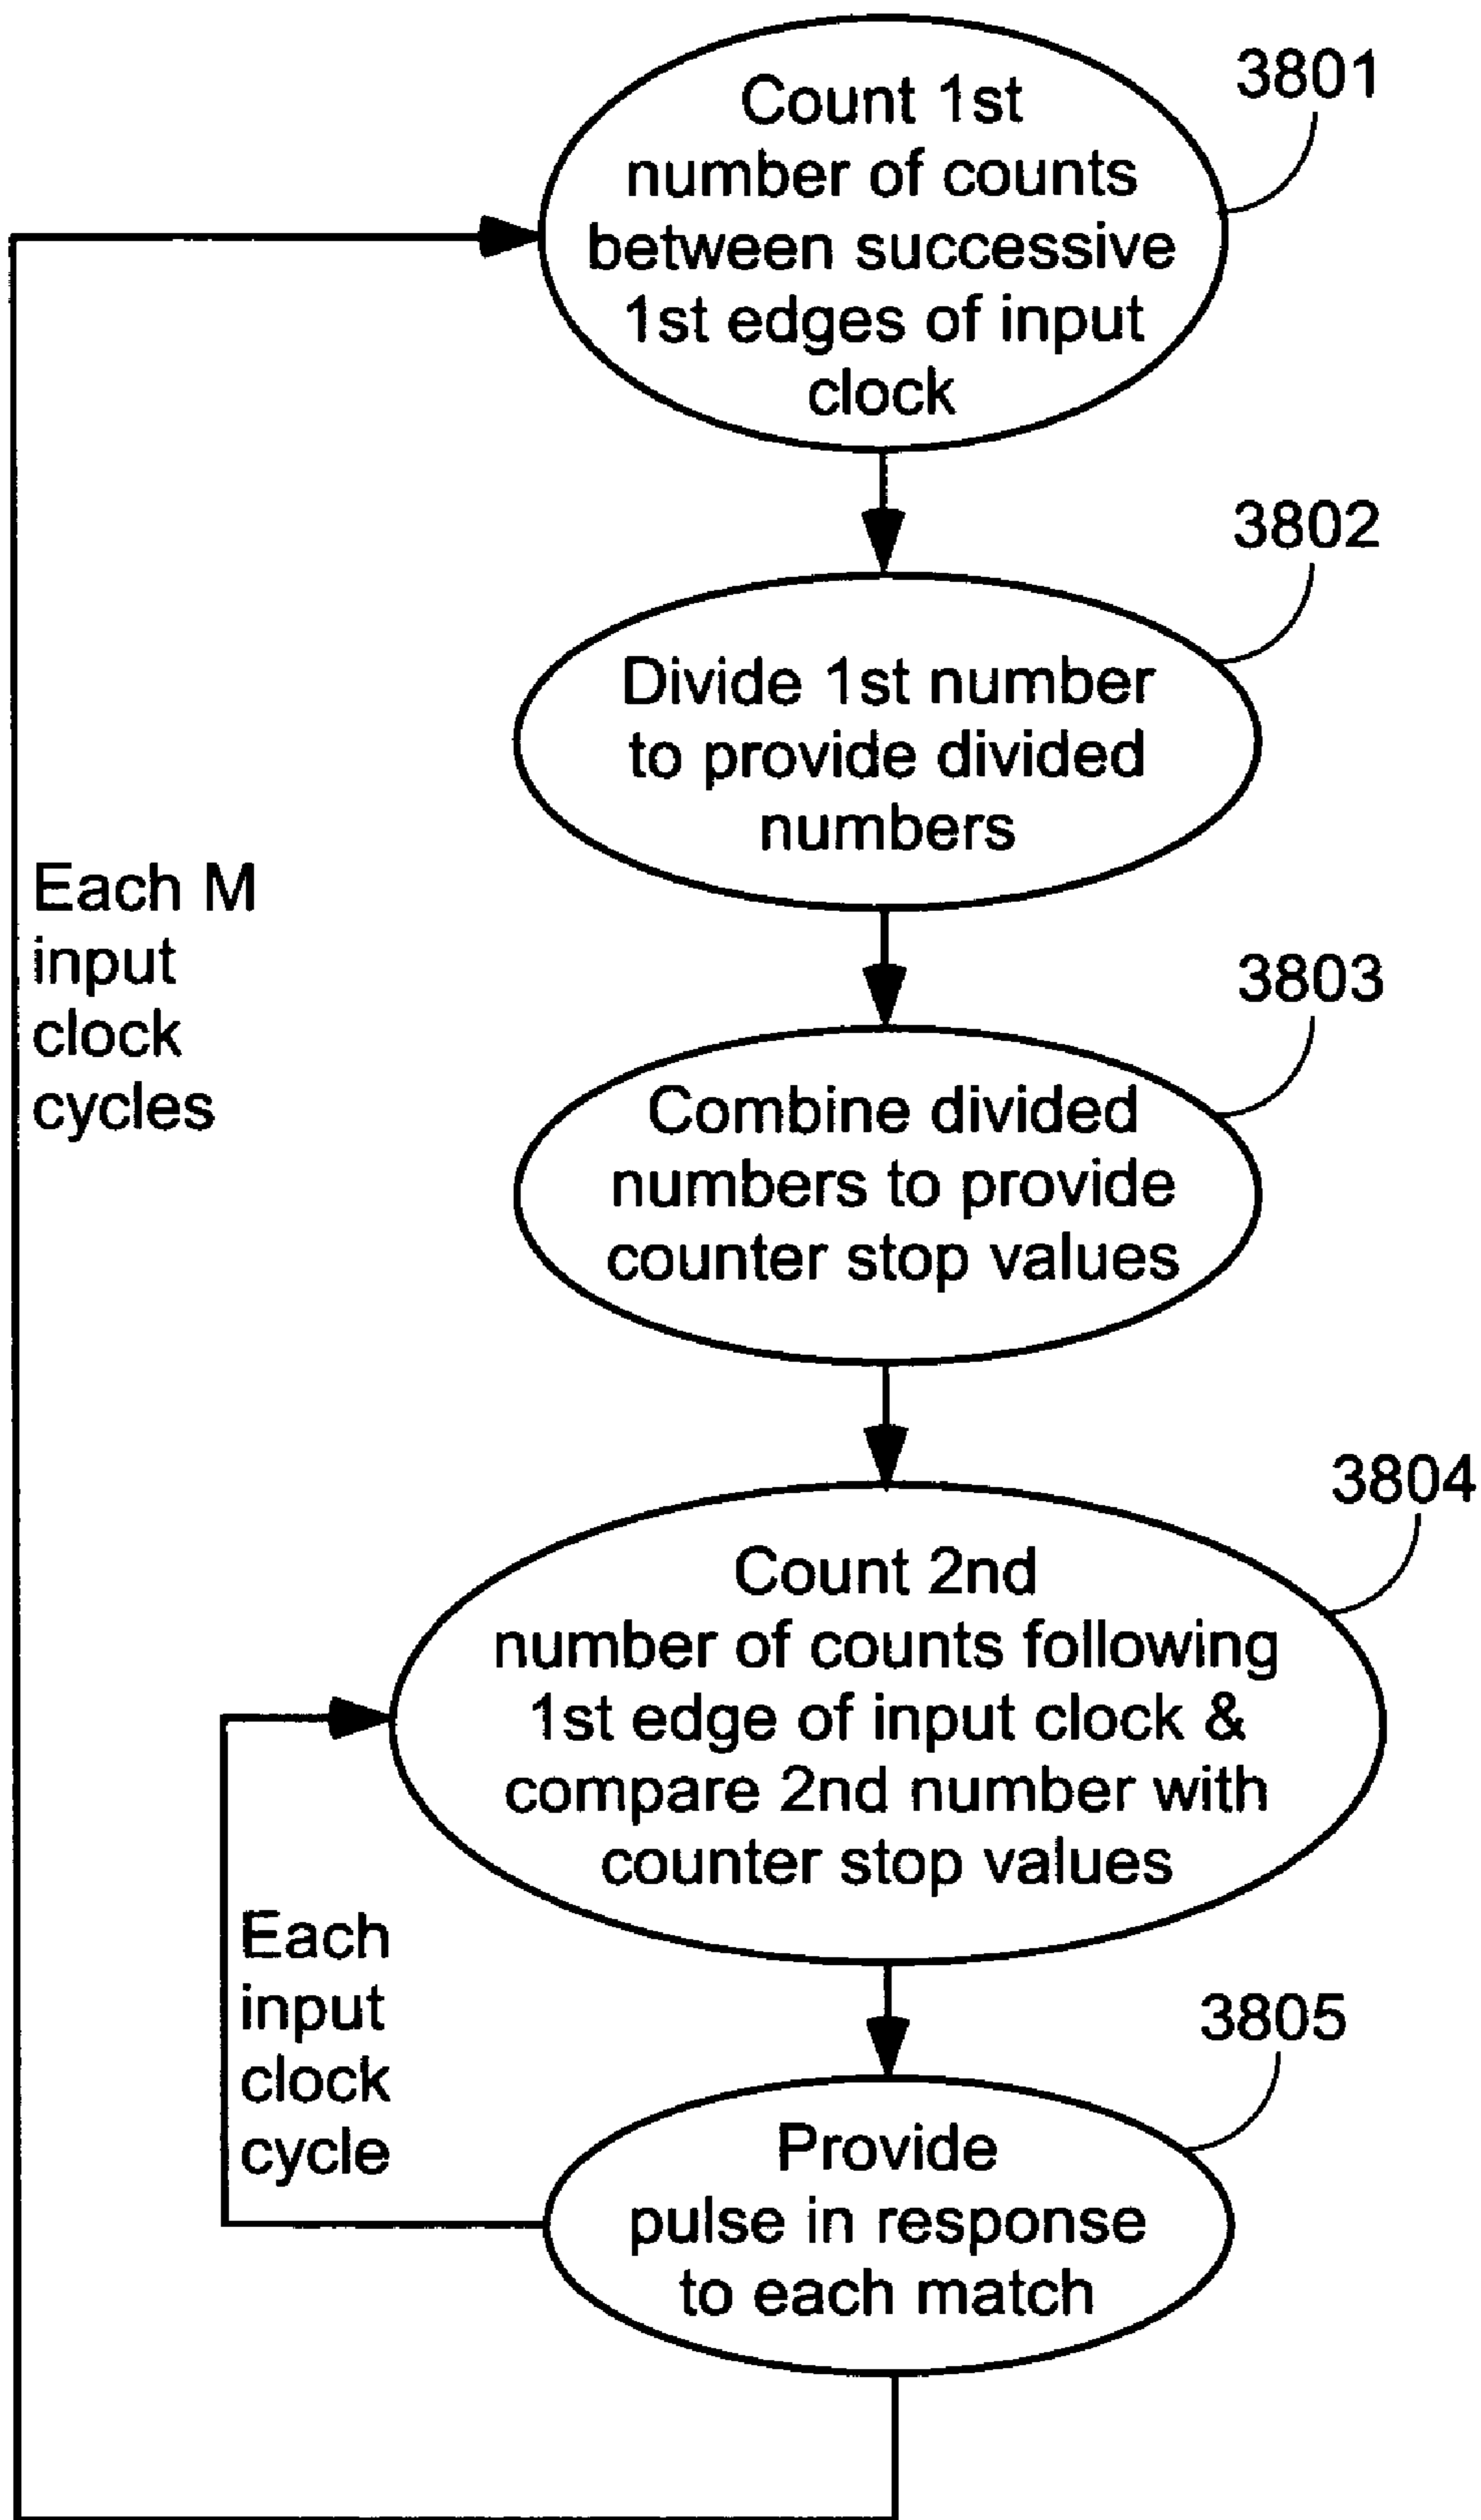 Count 1st
number of counts
between successive
1st edges of input
clock
3801
Divide 1st number
to provide divided
numbers
3802
Each M
input
clock
cycles
Combine divided
numbers to provide
counter stop values
3803
Count 2nd
number of counts following
1st edge of input clock &
compare 2nd number with
counter stop values
3804
Each
input
clock
cycle
Provide
pulse in response
to each match
3805